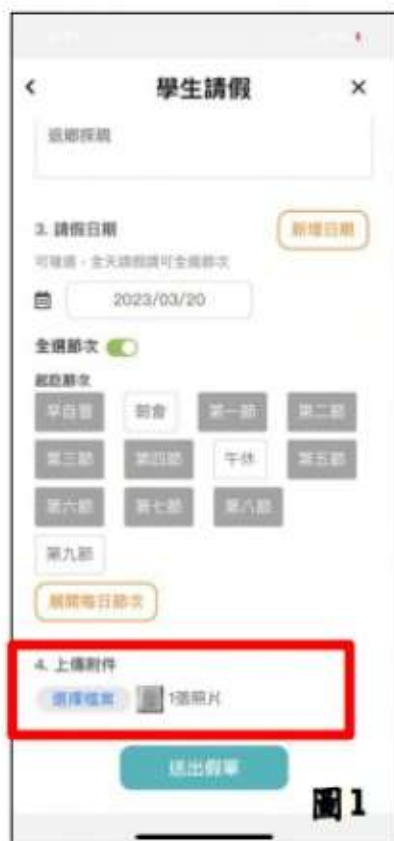 學生請假
返鄉探親
3. 請假日期
新增日期
可複選，全天請假請可全選節次
2023/03/20
全選節次
起訖節次
早自習 朝會 第一節 第二節
第三節 第四節 午休 第五節
第六節 第七節 第八節
第九節
展開每日節次
4. 上傳附件
選擇檔案 1張照片
送出假單
圖1